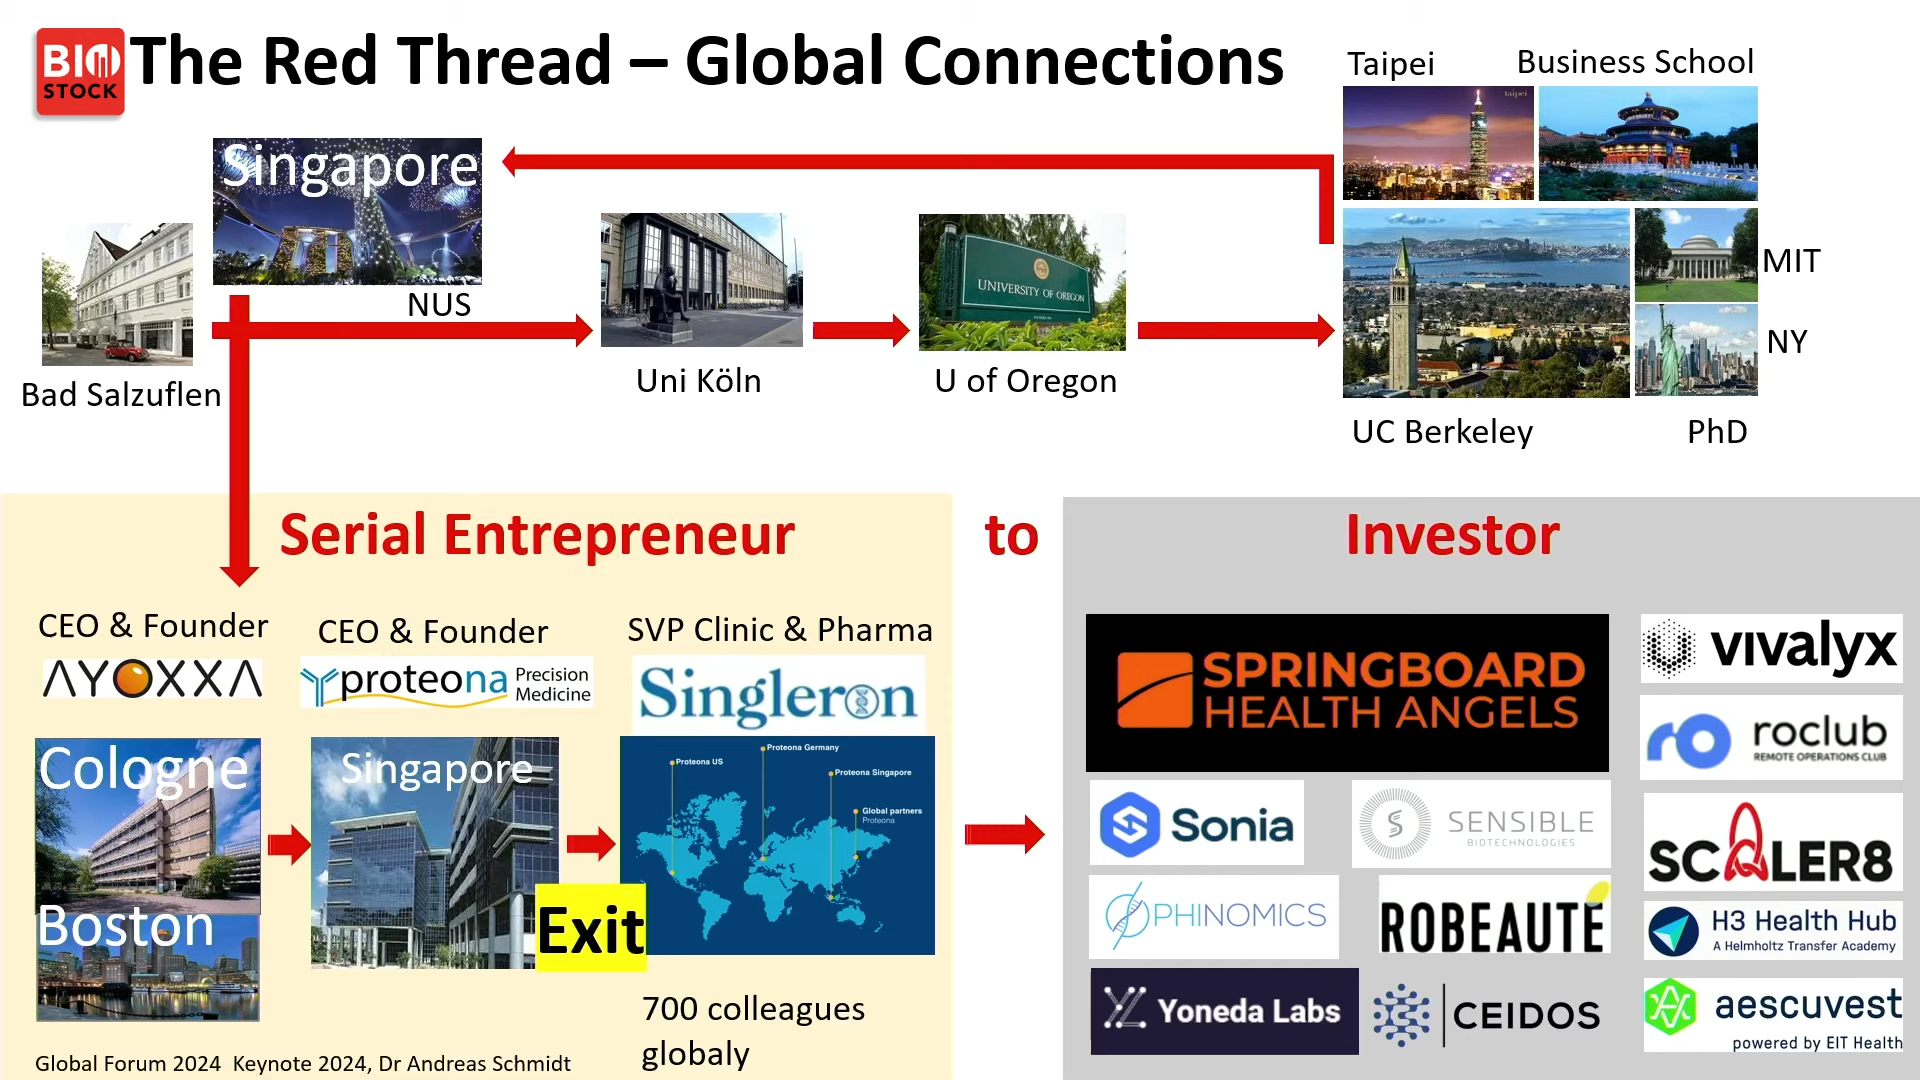 BIO
STOCK
The Red Thread – Global Connections
Taipei
Business School
taipei
Singapore
NUS
UNIVERSITY OF OREGON
MIT
NY
Bad Salzuflen
Uni Köln
U of Oregon
UC Berkeley
PhD
Serial Entrepreneur
to
Investor
CEO & Founder
AYOXXA
CEO & Founder
proteona Precision
Medicine
SVP Clinic & Pharma
Singleron
Cologne
Boston
Singapore
Exit
Proteona Germany
Proteona US
Proteona Singapore
Global partners
Proteona
700 colleagues
globaly
SPRINGBOARD
HEALTH ANGELS
vivalyx
roclub
REMOTE OPERATIONS CLUB
Sonia
SENSIBLE
BIOTECHNOLOGIES
SCALER8
PHINOMICS
ROBEAUTÉ
H3 Health Hub
A Helmholtz Transfer Academy
Yoneda Labs
CEIDOS
aescuvest
powered by EIT Health
Global Forum 2024 Keynote 2024, Dr Andreas Schmidt